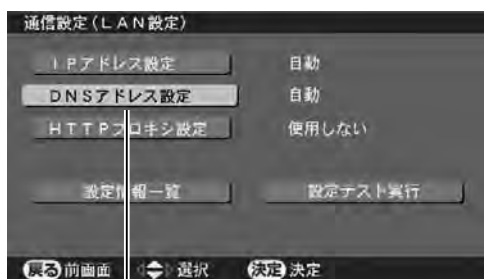 通信設定(LAN設定)
IPアドレス設定 自動
DNSアドレス設定 自動
HTTPプロキシ設定 使用しない
設定情報一覧 設定テスト実行
戻る 前画面 選択 決定 決定